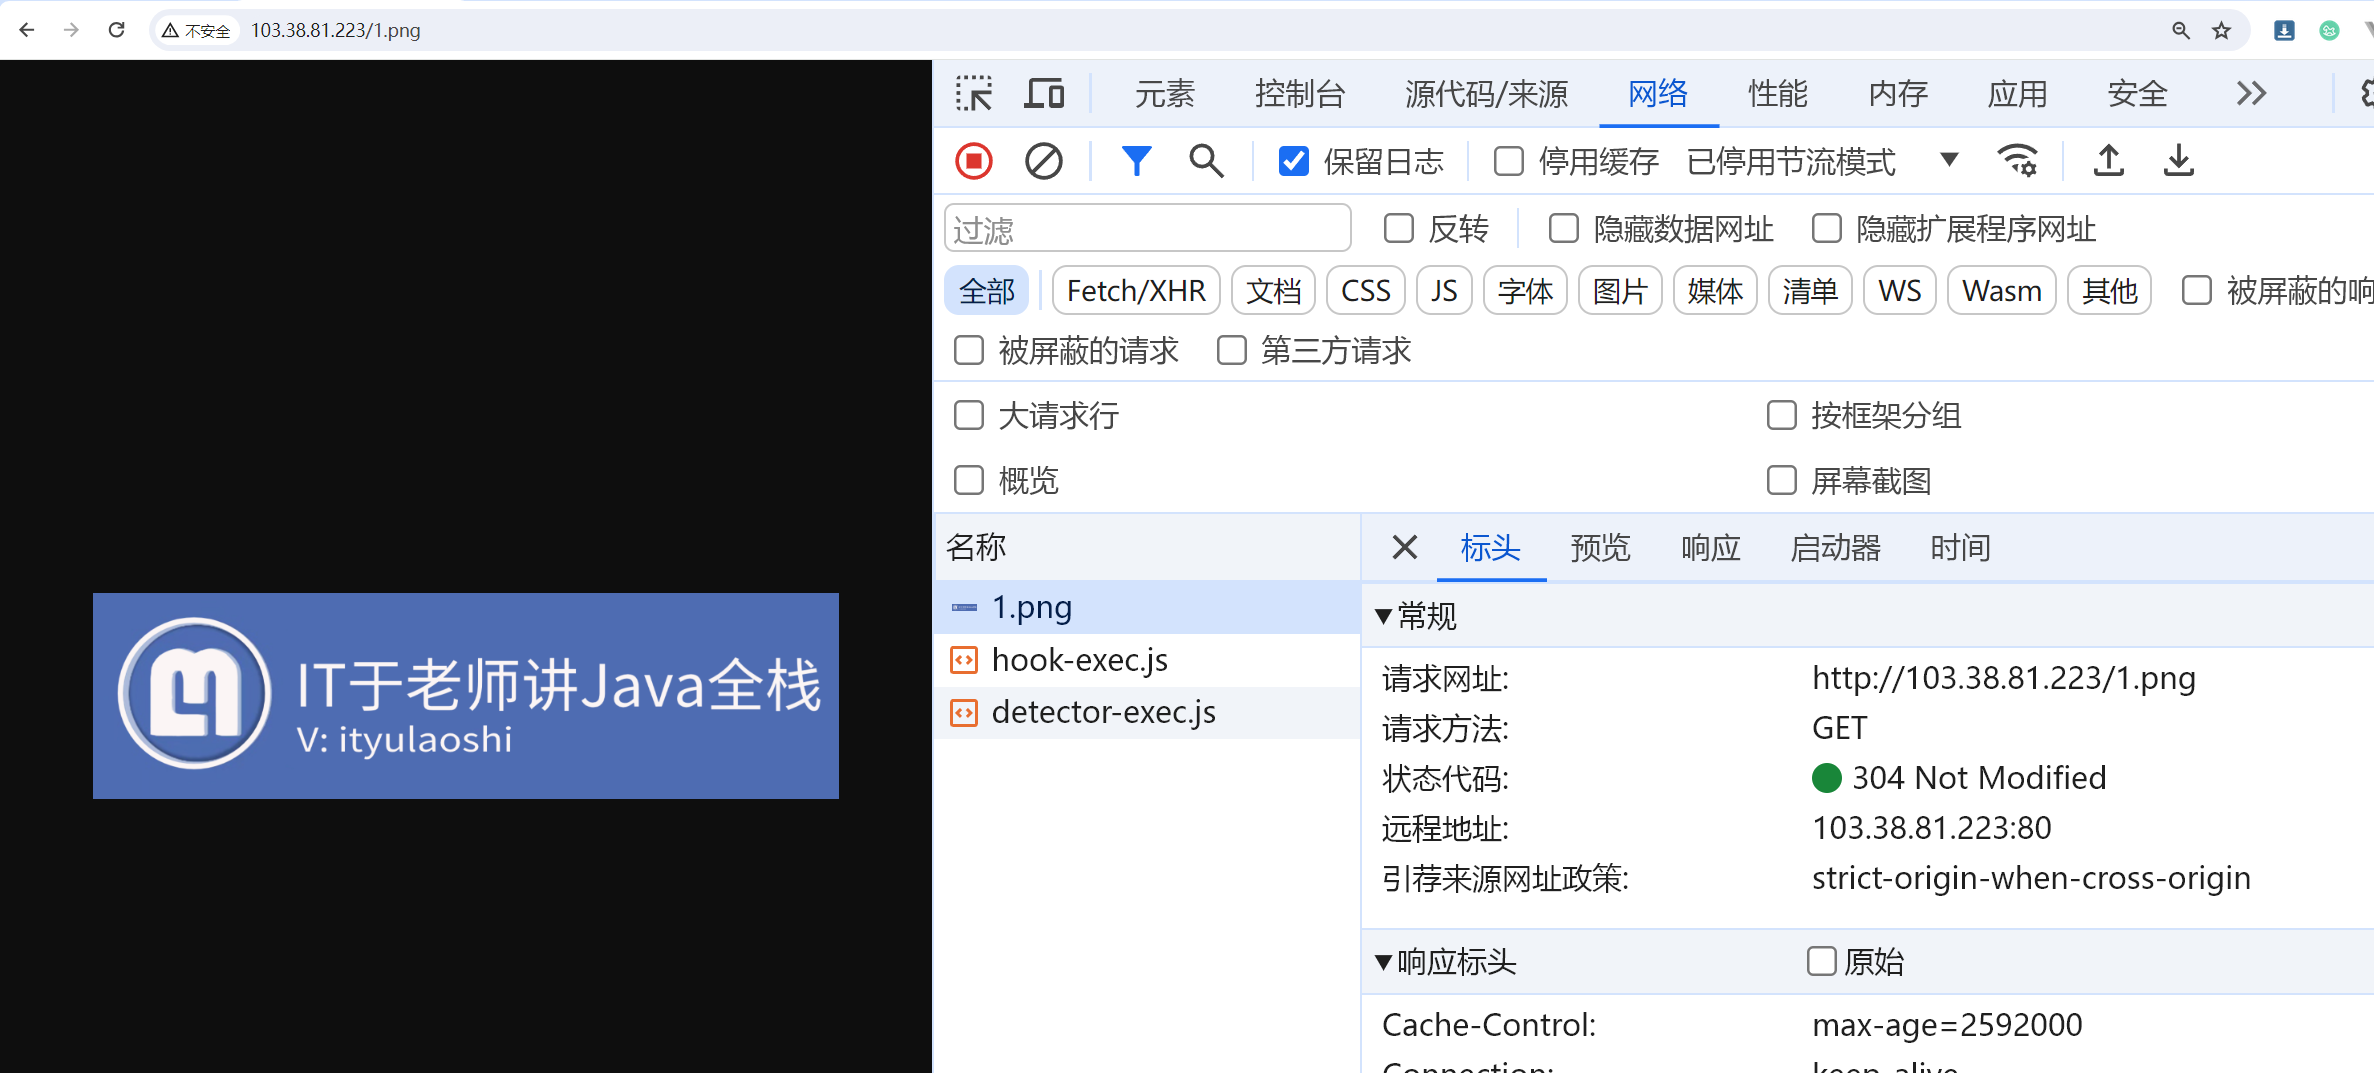 不安全 103.38.81.223/1.png
元素 控制台 源代码/来源 网络 性能 内存 应用 安全
保留日志 停用缓存 已停用节流模式
过滤 反转 隐藏数据网址 隐藏扩展程序网址
全部 Fetch/XHR 文档 CSS JS 字体 图片 媒体 清单 WS Wasm 其他 被屏蔽的响
被屏蔽的请求 第三方请求
大请求行 按框架分组
概览 屏幕截图
名称
1.png
hook-exec.js
detector-exec.js
标头 预览 响应 启动器 时间
常规
请求网址: http://103.38.81.223/1.png
请求方法: GET
状态代码: 304 Not Modified
远程地址: 103.38.81.223:80
引荐来源网址政策: strict-origin-when-cross-origin
响应标头 原始
Cache-Control: max-age=2592000
Connection: keep-alive
IT于老师讲Java全栈
V: ityulaoshi